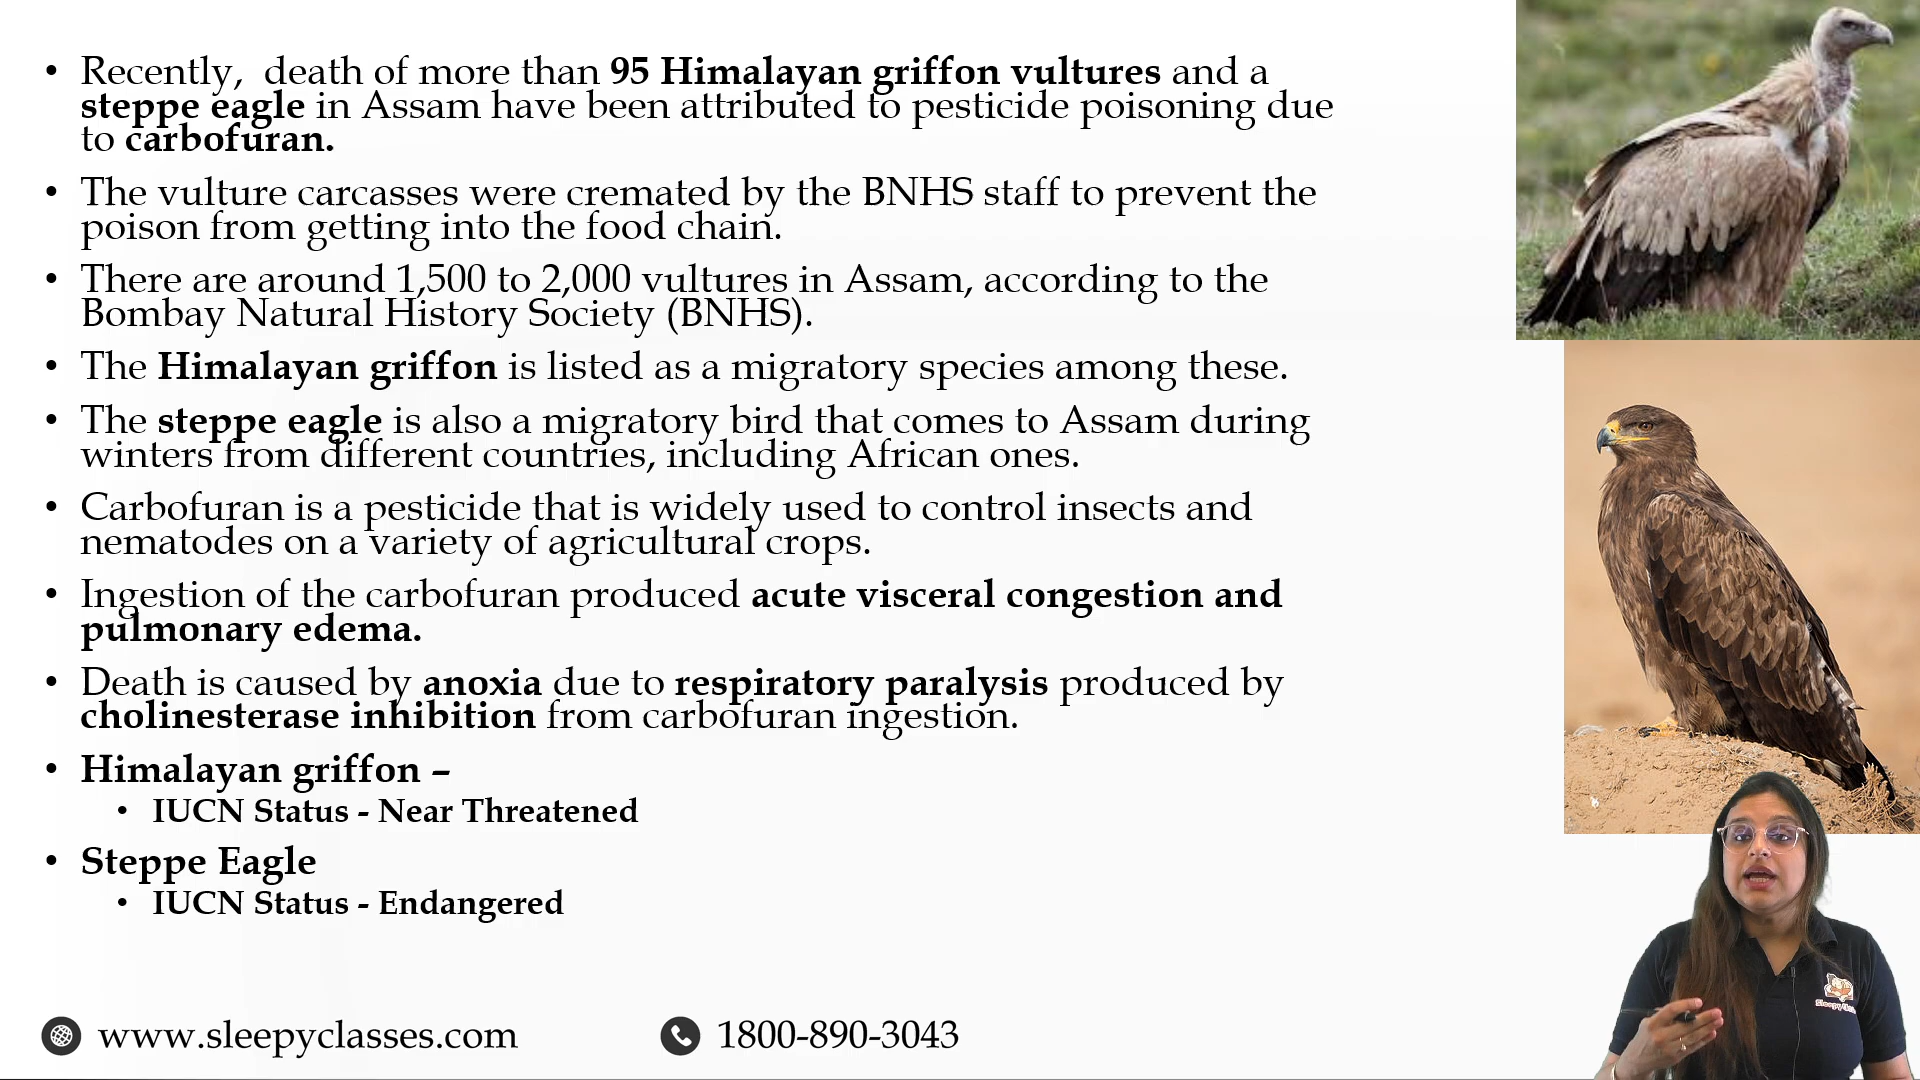 • Recently,  death of more than 95 Himalayan griffon vultures and a
steppe eagle in Assam have been attributed to pesticide poisoning due
to carbofuran.
• The vulture carcasses were cremated by the BNHS staff to prevent the
poison from getting into the food chain.
• There are around 1,500 to 2,000 vultures in Assam, according to the
Bombay Natural History Society (BNHS).
• The Himalayan griffon is listed as a migratory species among these.
• The steppe eagle is also a migratory bird that comes to Assam during
winters from different countries, including African ones.
• Carbofuran is a pesticide that is widely used to control insects and
nematodes on a variety of agricultural crops.
• Ingestion of the carbofuran produced acute visceral congestion and
pulmonary edema.
• Death is caused by anoxia due to respiratory paralysis produced by
cholinesterase inhibition from carbofuran ingestion.
• Himalayan griffon –
• IUCN Status - Near Threatened
• Steppe Eagle
• IUCN Status - Endangered
www.sleepyclasses.com
1800-890-3043